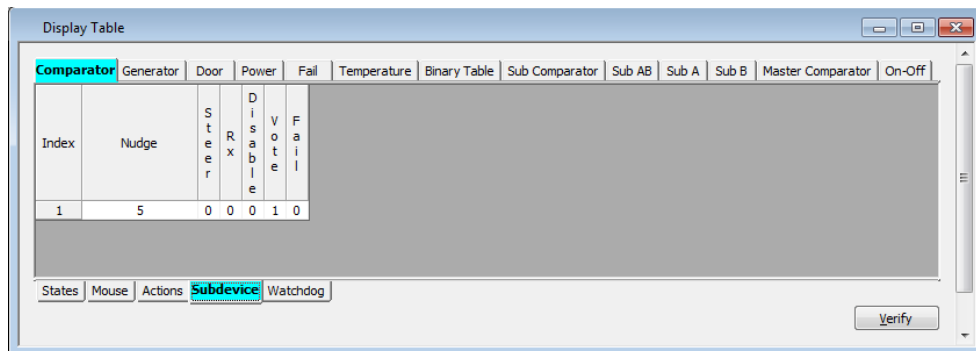 Display Table
Comparator Generator Door Power Fail Temperature Binary Table Sub Comparator Sub AB Sub A Sub B Master Comparator On-Off
Index Nudge Steer Rx Disable Vote Fail
1 5 0 0 0 1 0
States Mouse Actions Subdevice Watchdog
Verify